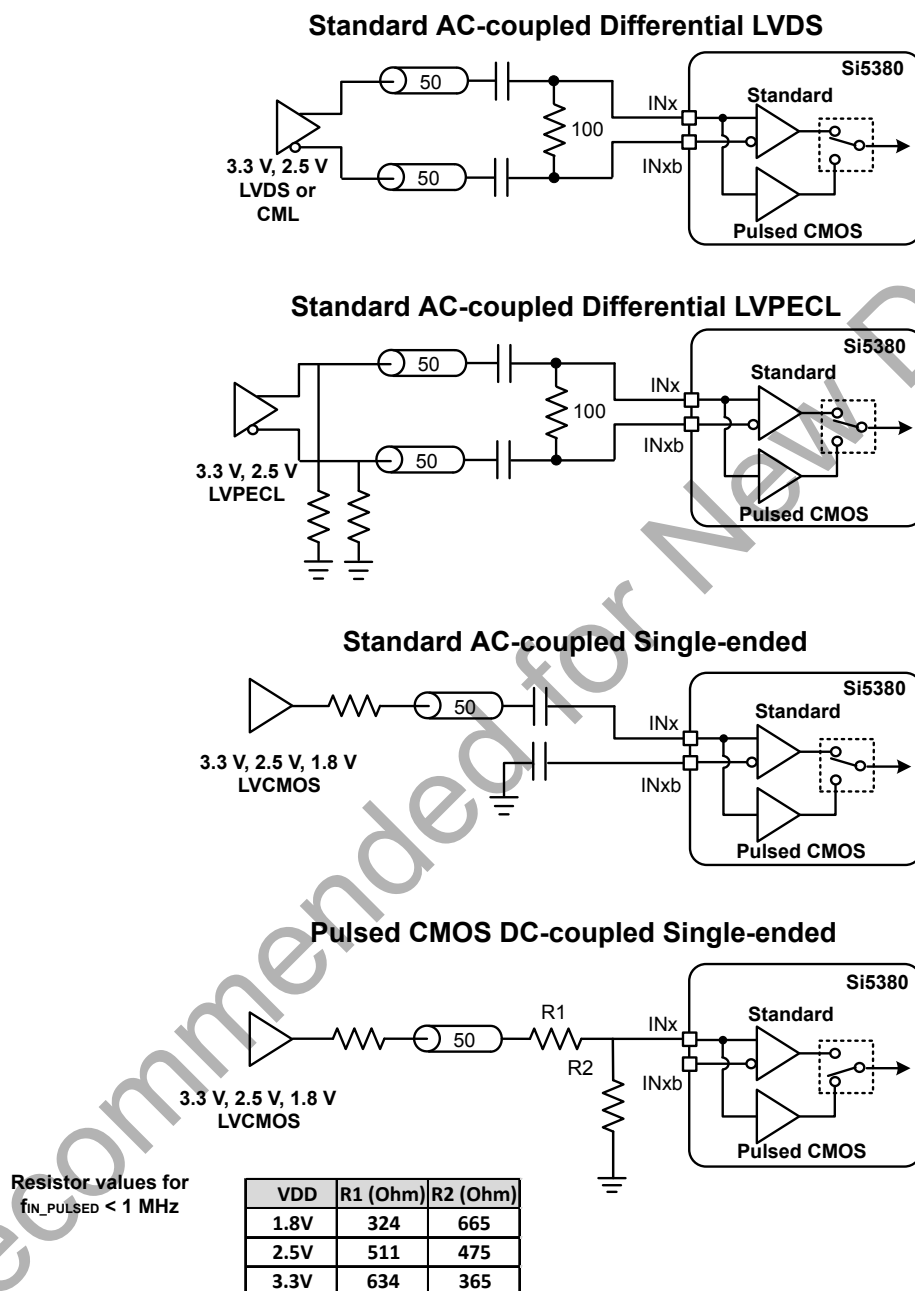 Standard AC-coupled Differential LVDS
Si5380
Standard
50
INx
100
3.3 V, 2.5 V
LVDS or
CML
50
INxb
Pulsed CMOS
Standard AC-coupled Differential LVPECL
Si5380
Standard
50
INx
100
3.3 V, 2.5 V
LVPECL
50
INxb
Pulsed CMOS
Standard AC-coupled Single-ended
Si5380
Standard
50
INx
3.3 V, 2.5 V, 1.8 V
LVCMOS
INxb
Pulsed CMOS
Pulsed CMOS DC-coupled Single-ended
Si5380
Standard
R1
INx
50
R2
INxb
3.3 V, 2.5 V, 1.8 V
LVCMOS
Pulsed CMOS
Resistor values for
fIN_PULSED < 1 MHz
VDD R1 (Ohm) R2 (Ohm)
1.8V 324 665
2.5V 511 475
3.3V 634 365
ecommended for New D